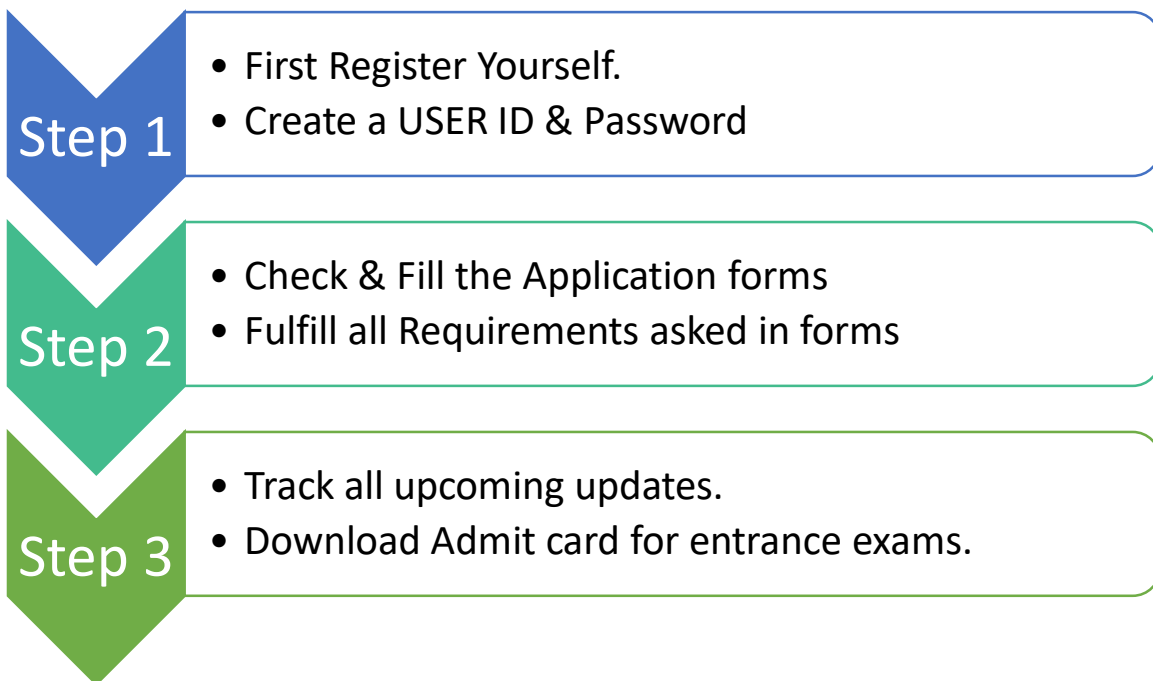 Step 1
• First Register Yourself.
• Create a USER ID & Password
Step 2
• Check & Fill the Application forms
• Fulfill all Requirements asked in forms
Step 3
• Track all upcoming updates.
• Download Admit card for entrance exams.